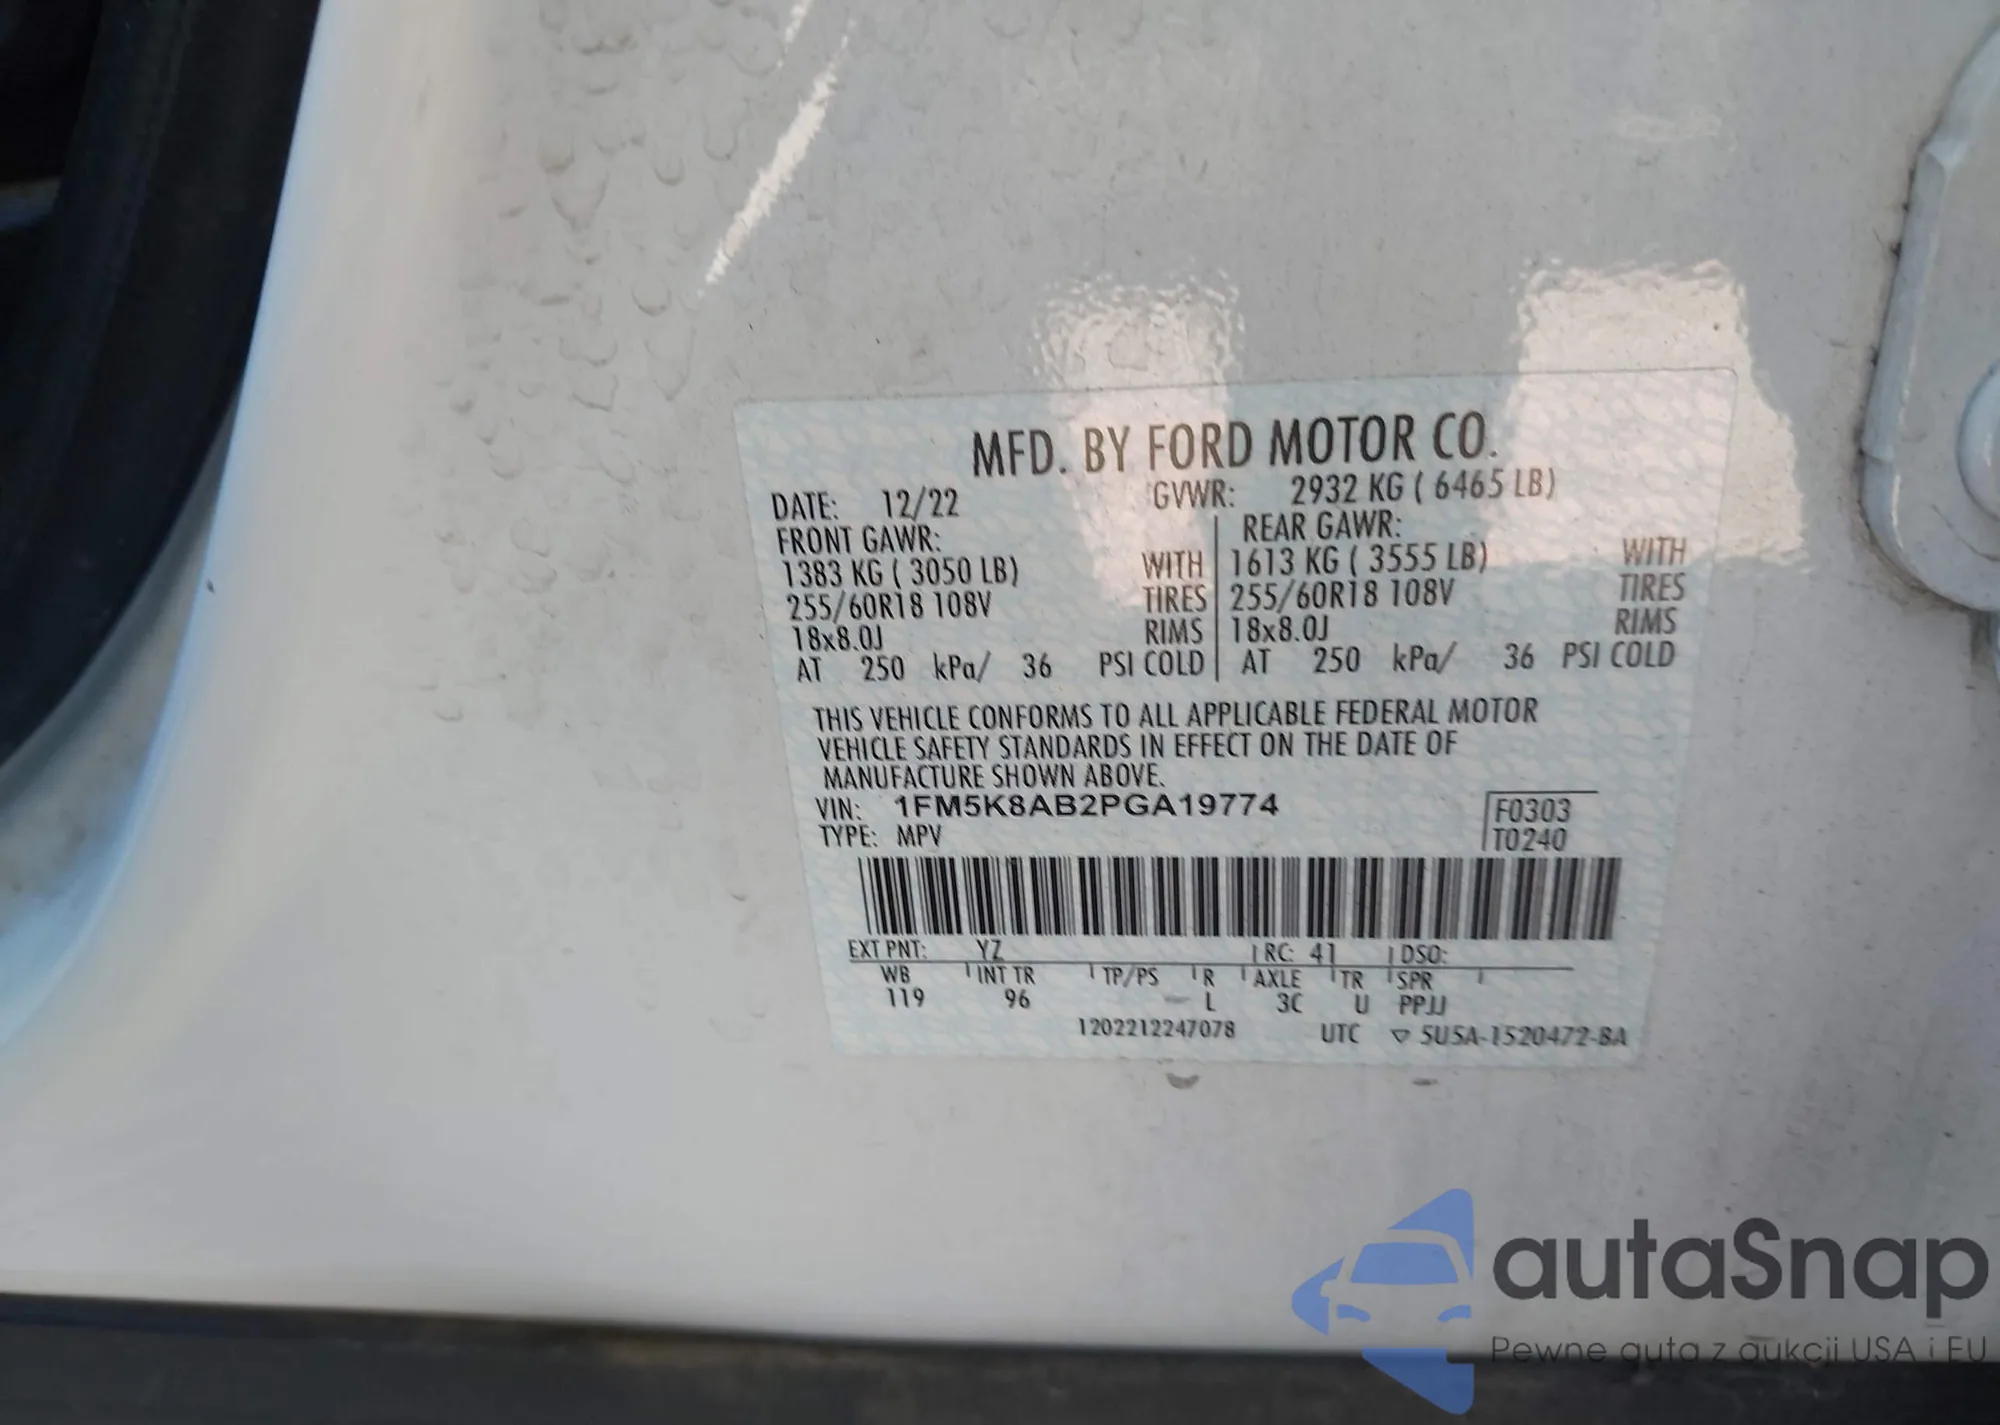 MFD. BY FORD MOTOR CO.
DATE: 12/22 GVWR: 2932 KG ( 6465 LB)
FRONT GAWR: REAR GAWR:
1383 KG ( 3050 LB) WITH 1613 KG ( 3555 LB) WITH
255/60R18 108V TIRES 255/60R18 108V TIRES
18x8.0J RIMS 18x8.0J RIMS
AT 250 kPa/ 36 PSI COLD AT 250 kPa/ 36 PSI COLD
THIS VEHICLE CONFORMS TO ALL APPLICABLE FEDERAL MOTOR
VEHICLE SAFETY STANDARDS IN EFFECT ON THE DATE OF
MANUFACTURE SHOWN ABOVE.
VIN: 1FM5K8AB2PGA19774 F0303
TYPE: MPV T0240
EXT PNT: YZ RC: 41 DSO:
WB INT TR TP/PS R AXLE TR SPR
119 96 L 3C U PPJJ
1202212247078 UTC ▽ 5U5A-1520472-BA
autaSnap
Pewne auta z aukcji USA i EU